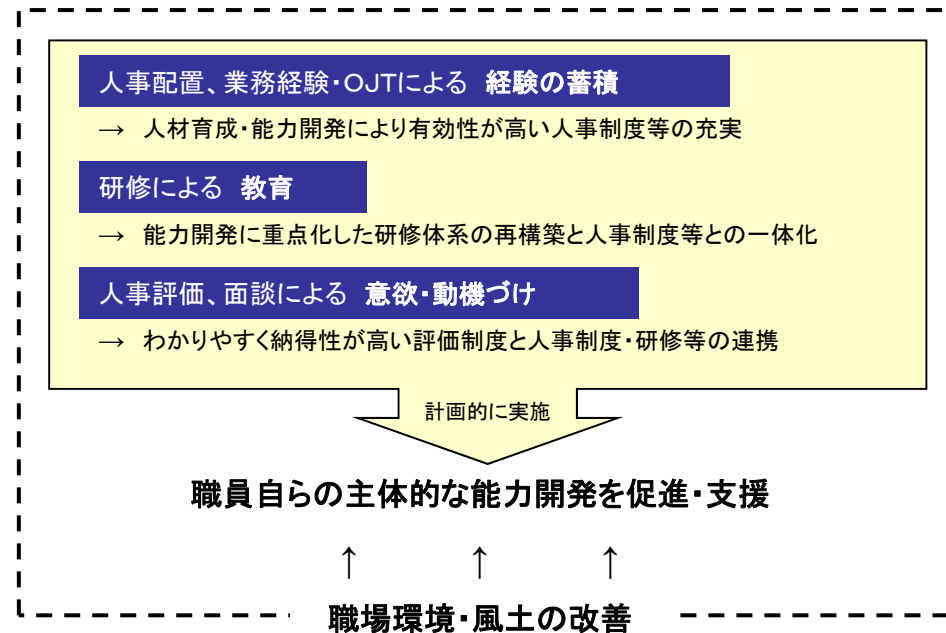 人事配置、業務経験・OJTによる 経験の蓄積
→ 人材育成・能力開発により有効性が高い人事制度等の充実
研修による 教育
→ 能力開発に重点化した研修体系の再構築と人事制度等との一体化
人事評価、面談による 意欲・動機づけ
→ わかりやすく納得性が高い評価制度と人事制度・研修等の連携
計画的に実施
職員自らの主体的な能力開発を促進・支援
↑ ↑ ↑
職場環境・風土の改善